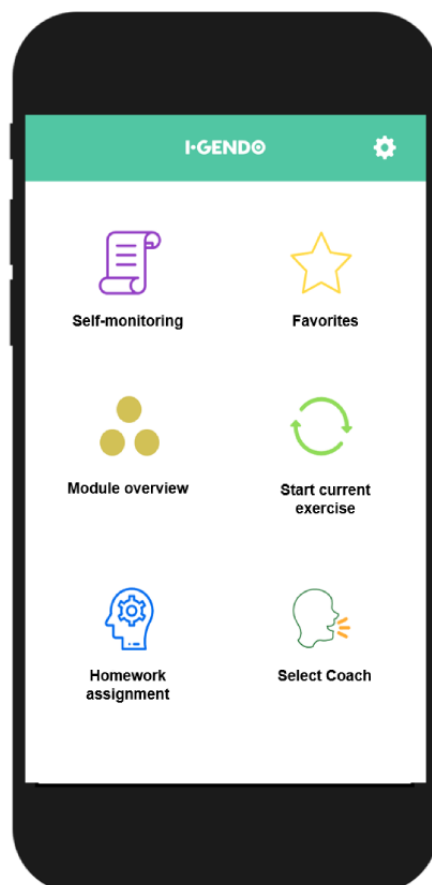 I·GENDO
Self-monitoring
Favorites
Module overview
Start current
exercise
Homework
assignment
Select Coach